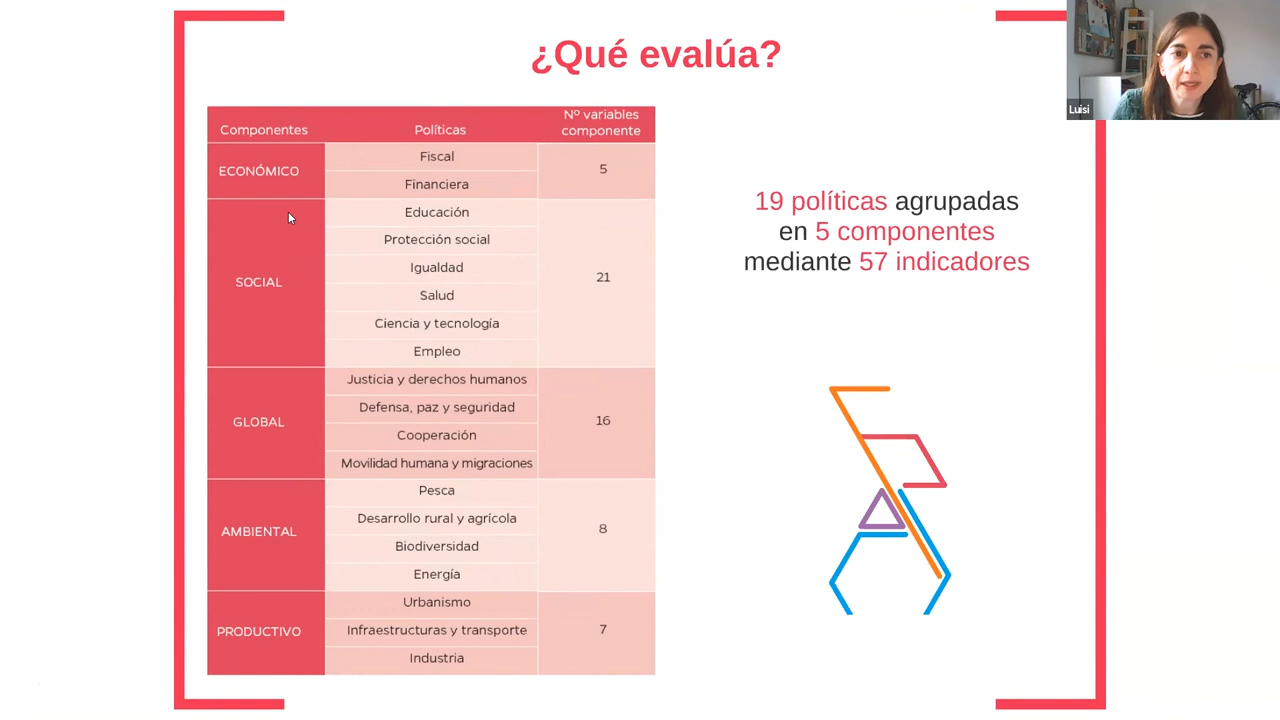 ¿Qué evalúa?
Luisi
Componentes
Políticas
Nº variables
componente
ECONÓMICO
Fiscal
Financiera
5
SOCIAL
Educación
Protección social
Igualdad
Salud
Ciencia y tecnología
Empleo
21
GLOBAL
Justicia y derechos humanos
Defensa, paz y seguridad
Cooperación
Movilidad humana y migraciones
16
AMBIENTAL
Pesca
Desarrollo rural y agrícola
Biodiversidad
Energía
8
PRODUCTIVO
Urbanismo
Infraestructuras y transporte
Industria
7
19 políticas agrupadas
en 5 componentes
mediante 57 indicadores